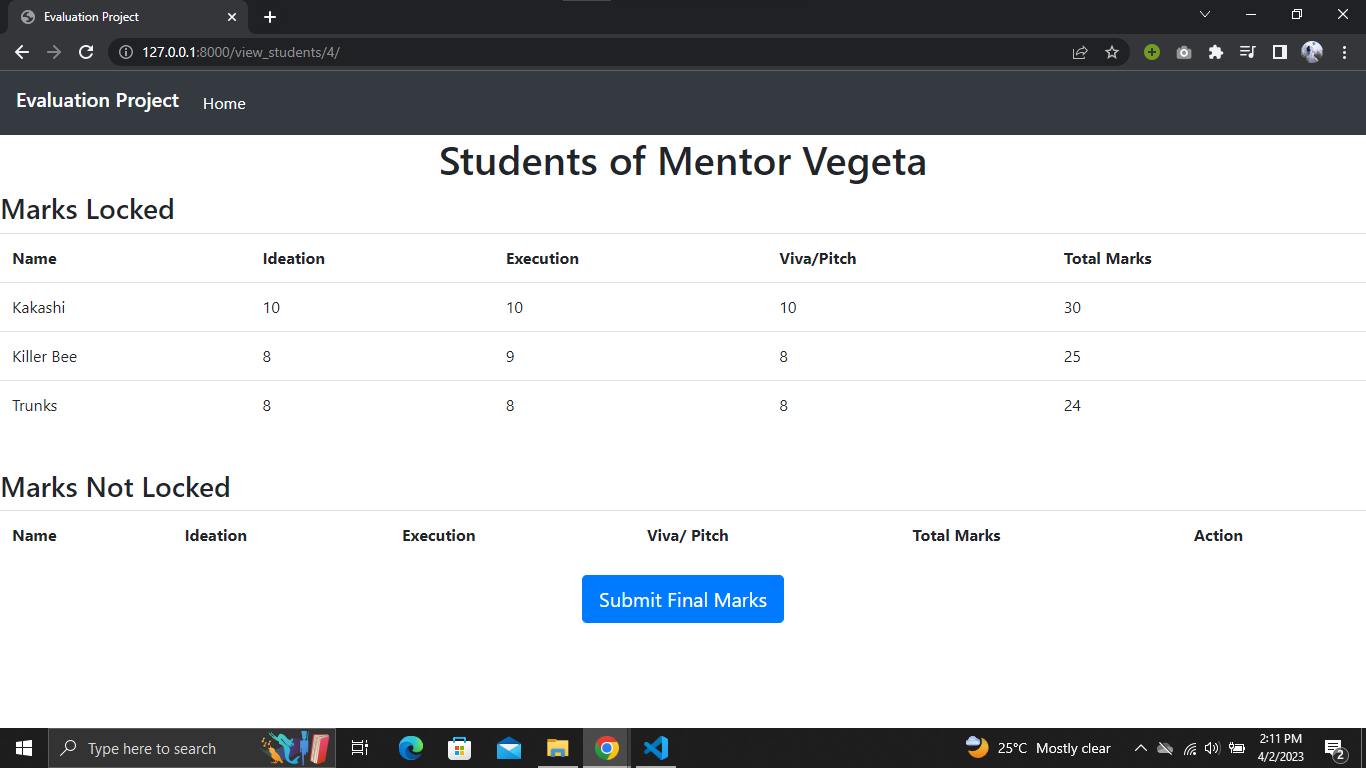 Evaluation Project
127.0.0.1:8000/view_students/4/
Evaluation Project Home
Students of Mentor Vegeta
Marks Locked
Name Ideation Execution Viva/Pitch Total Marks
Kakashi 10 10 10 30
Killer Bee 8 9 8 25
Trunks 8 8 8 24
Marks Not Locked
Name Ideation Execution Viva/ Pitch Total Marks Action
Submit Final Marks
Type here to search 25°C Mostly clear 2:11 PM
4/2/2023 2